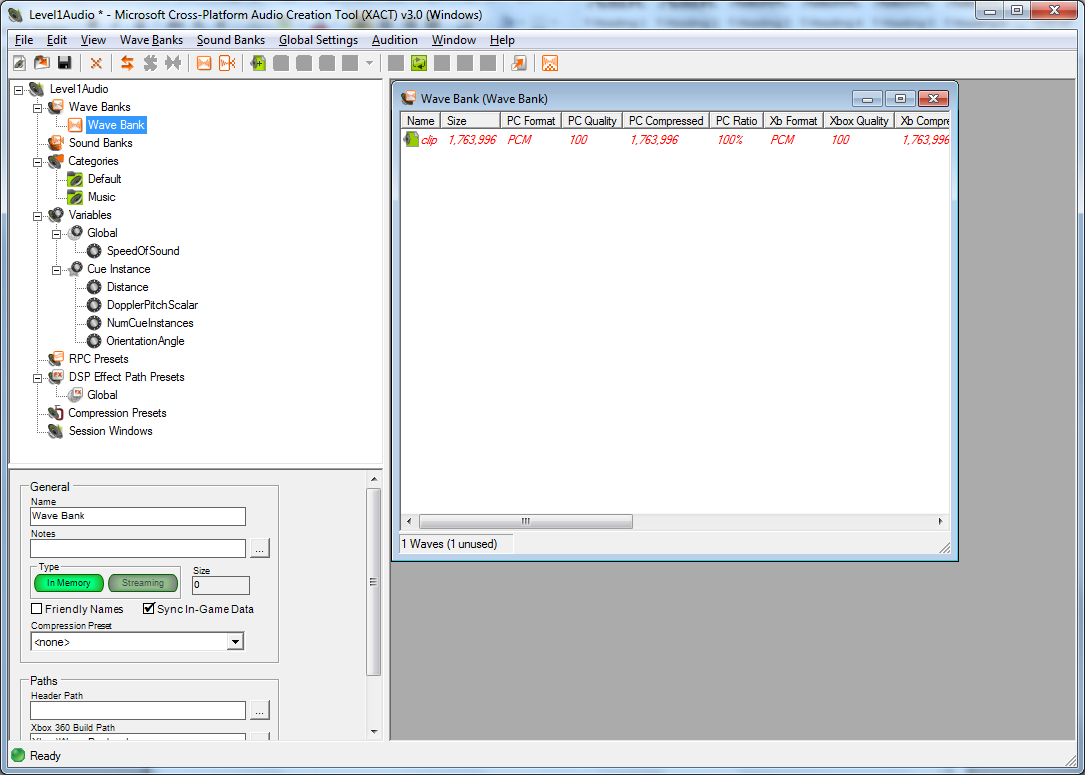 Level1Audio * - Microsoft Cross-Platform Audio Creation Tool (XACT) v3.0 (Windows)
File Edit View Wave Banks Sound Banks Global Settings Audition Window Help
Level1Audio
Wave Banks
Wave Bank
Sound Banks
Categories
Default
Music
Variables
Global
SpeedOfSound
Cue Instance
Distance
DopplerPitchScalar
NumCueInstances
OrientationAngle
RPC Presets
DSP Effect Path Presets
Global
Compression Presets
Session Windows
General
Name
Wave Bank
Notes
...
Type
In Memory Streaming
Size
0
Friendly Names Sync In-Game Data
Compression Preset
<none>
Paths
Header Path
...
Xbox 360 Build Path
Ready
Wave Bank (Wave Bank)
Name Size PC Format PC Quality PC Compressed PC Ratio Xb Format Xbox Quality Xb Compre
clip 1,763,996 PCM 100 1,763,996 100% PCM 100 1,763,996
1 Waves (1 unused)